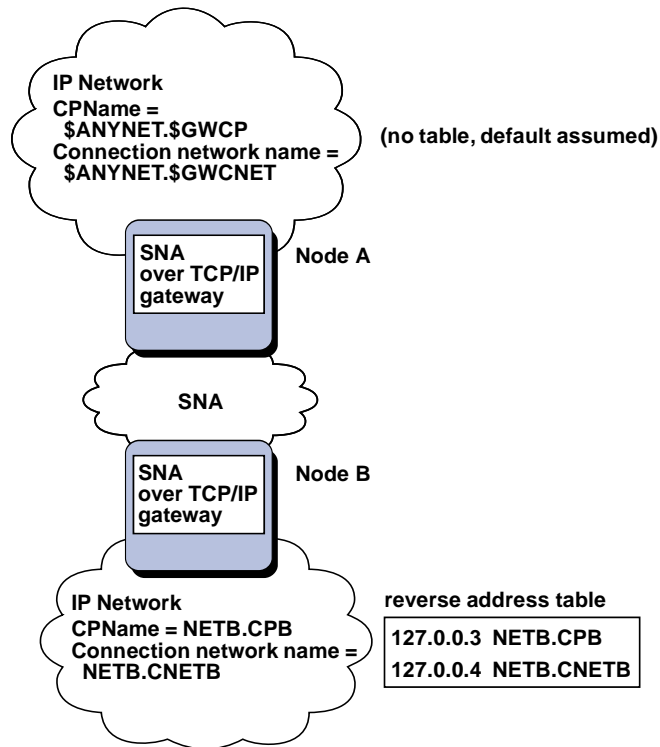 IP Network
CPName =
$ANYNET.$GWCP
Connection network name =
$ANYNET.$GWCNET
(no table, default assumed)
SNA
over TCP/IP
gateway
Node A
SNA
SNA
over TCP/IP
gateway
Node B
IP Network
CPName = NETB.CPB
Connection network name =
NETB.CNETB
reverse address table
127.0.0.3 NETB.CPB
127.0.0.4 NETB.CNETB